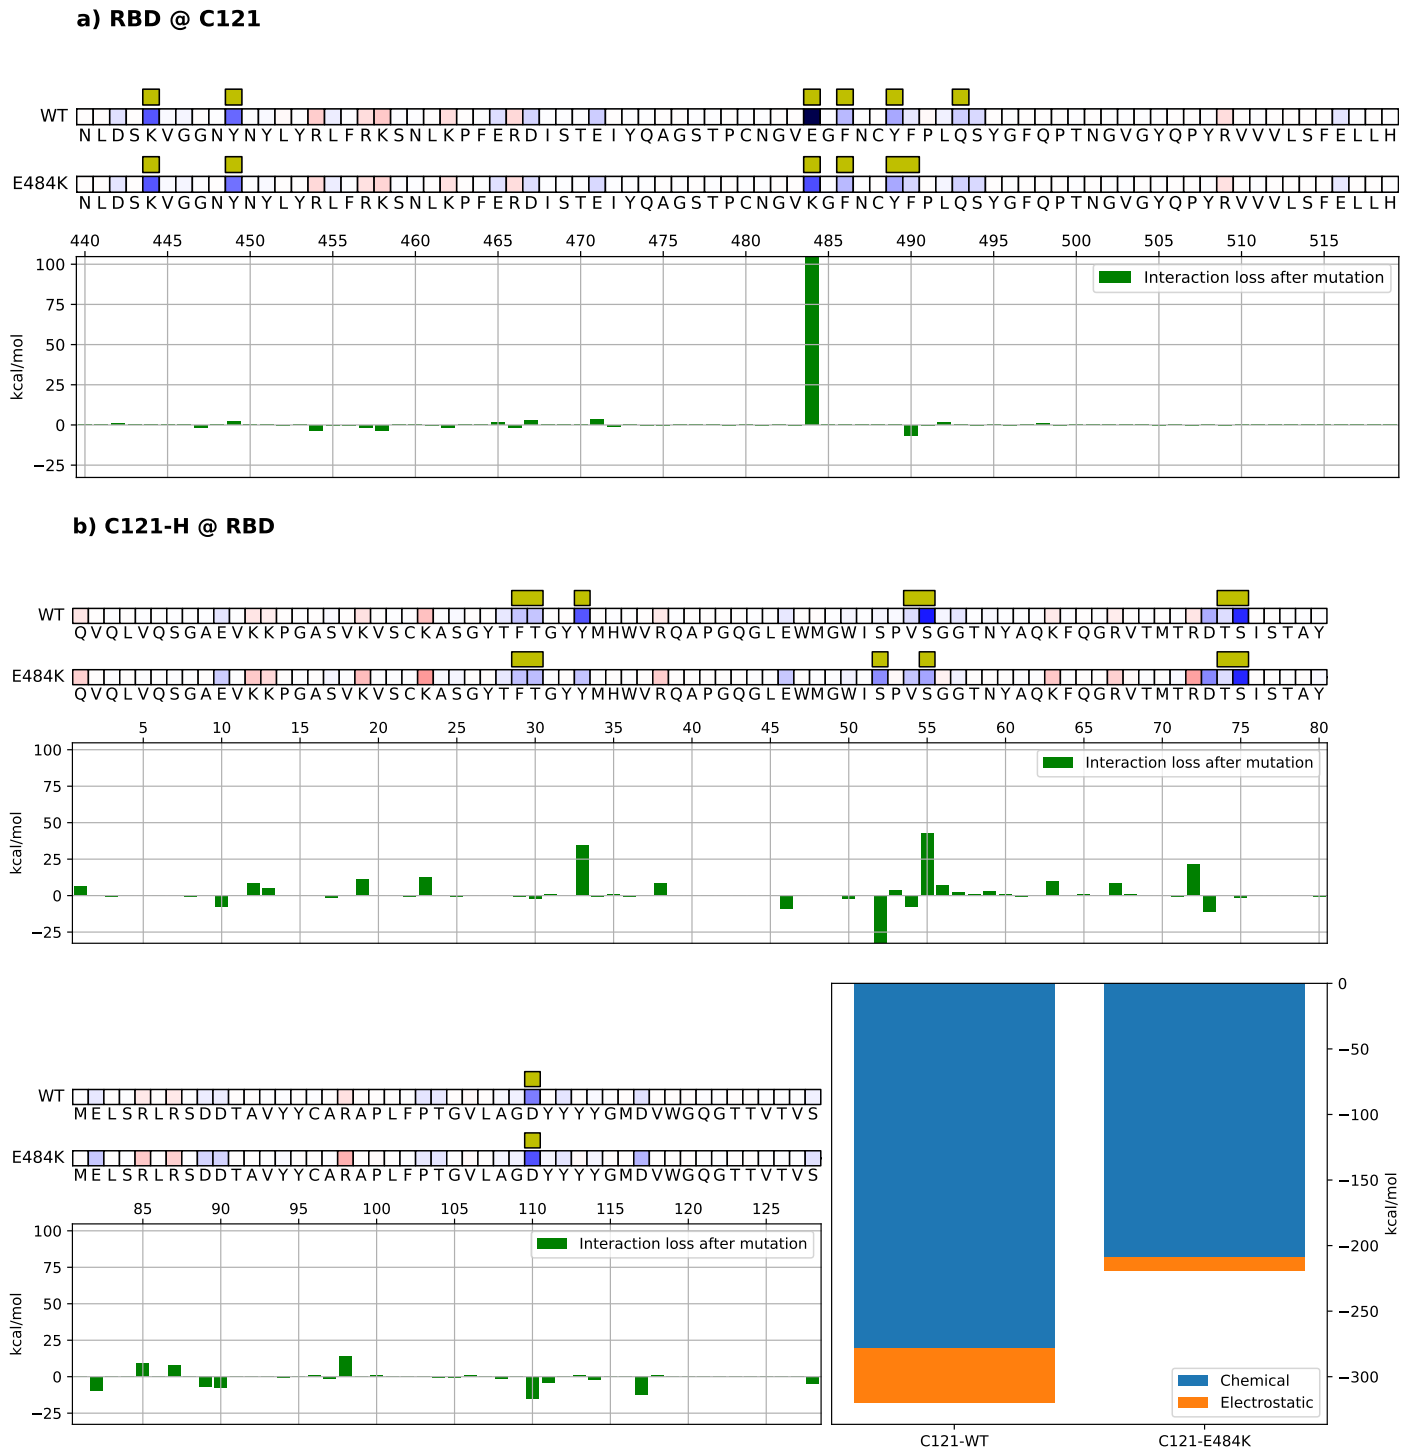 a) RBD @ C121
WT
N L D S K V G G N Y N Y L Y R L F R K S N L K P F E R D I S T E I Y Q A G S T P C N G V E G F N C Y F P L Q S Y G F Q P T N G V G Y Q P Y R V V V L S F E L L H
E484K
N L D S K V G G N Y N Y L Y R L F R K S N L K P F E R D I S T E I Y Q A G S T P C N G V K G F N C Y F P L Q S Y G F Q P T N G V G Y Q P Y R V V V L S F E L L H
440 445 450 455 460 465 470 475 480 485 490 495 500 505 510 515
100
75
50
25
0
−25
kcal/mol
Interaction loss after mutation
b) C121-H @ RBD
WT
Q V Q L V Q S G A E V K K P G A S V K V S C K A S G Y T F T G Y Y M H W V R Q A P G Q G L E W M G W I S P V S G G T N Y A Q K F Q G R V T M T R D T S I S T A Y
E484K
Q V Q L V Q S G A E V K K P G A S V K V S C K A S G Y T F T G Y Y M H W V R Q A P G Q G L E W M G W I S P V S G G T N Y A Q K F Q G R V T M T R D T S I S T A Y
5 10 15 20 25 30 35 40 45 50 55 60 65 70 75 80
100
75
50
25
0
−25
kcal/mol
Interaction loss after mutation
WT
M E L S R L R S D D T A V Y Y C A R A P L F P T G V L A G D Y Y Y Y G M D V W G Q G T T V T V S
E484K
M E L S R L R S D D T A V Y Y C A R A P L F P T G V L A G D Y Y Y Y G M D V W G Q G T T V T V S
85 90 95 100 105 110 115 120 125
100
75
50
25
0
−25
kcal/mol
Interaction loss after mutation
0
−50
−100
−150
−200
−250
−300
kcal/mol
Chemical
Electrostatic
C121-WT C121-E484K